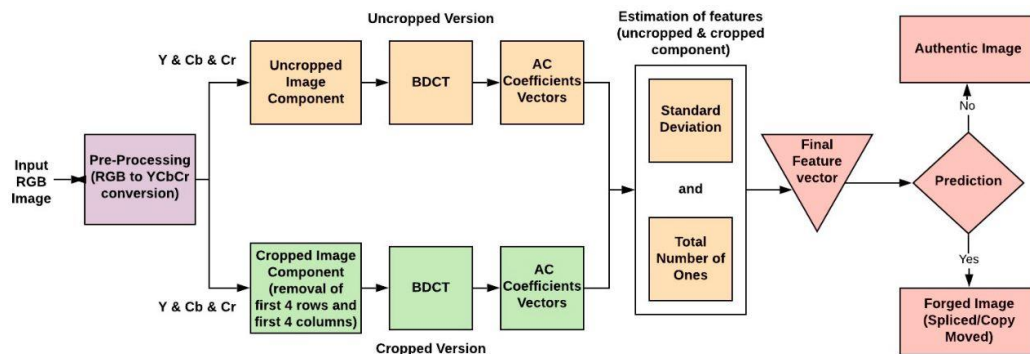 Uncropped Version
Y & Cb & Cr
Uncropped
Image
Component
BDCT
AC
Coefficients
Vectors
Input
RGB
Image
Pre-Processing
(RGB to YCbCr
conversion)
Y & Cb & Cr
Cropped Image
Component
(removal of
first 4 rows and
first 4 columns)
BDCT
AC
Coefficients
Vectors
Cropped Version
Estimation of features
(uncropped & cropped
component)
Standard
Deviation
and
Total
Number of
Ones
Final
Feature
vector
Prediction
No
Authentic Image
Yes
Forged Image
(Spliced/Copy
Moved)